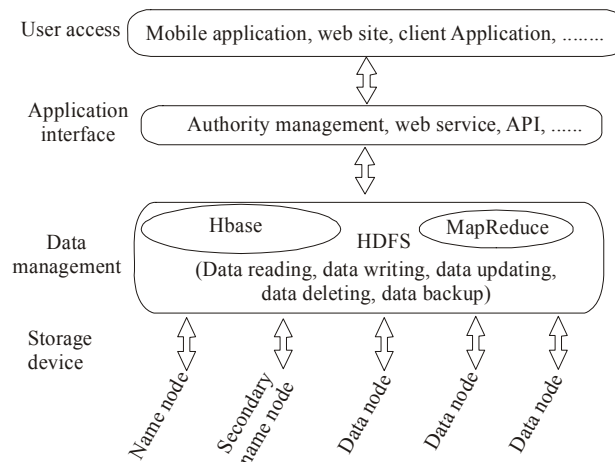 User access
Mobile application, web site, client Application, ........
Application
interface
Authority management, web service, API, ......
Data
management
Hbase
HDFS
MapReduce
(Data reading, data writing, data updating,
data deleting, data backup)
Storage
device
Name node
Secondary
name node
Data node
Data node
Data node